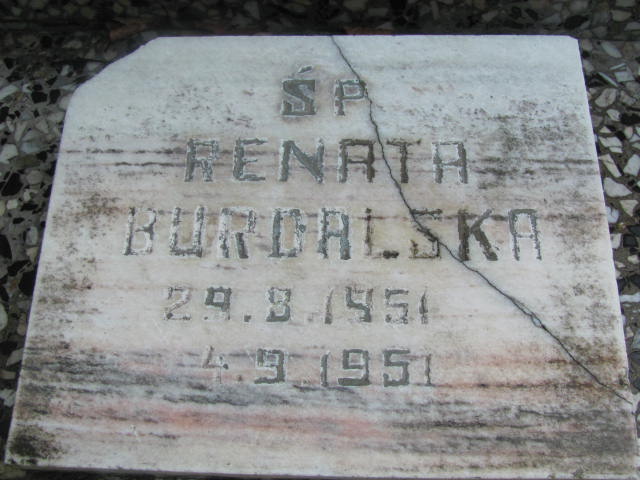 ŚP
RENATA
BURDALSKA
29.8.1951
4.9.1951